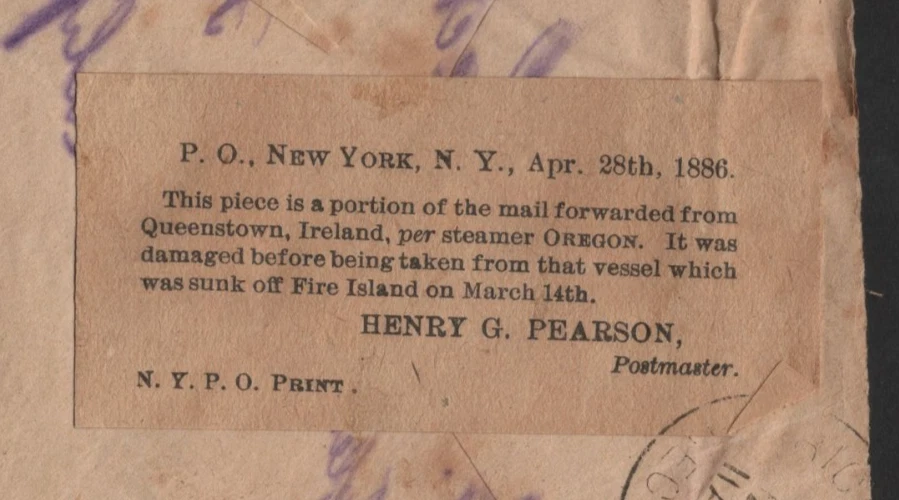 P. O., NEW YORK, N. Y., Apr. 28th, 1886.
This piece is a portion of the mail forwarded from
Queenstown, Ireland, per steamer OREGON. It was
damaged before being taken from that vessel which
was sunk off Fire Island on March 14th.
HENRY G. PEARSON,
Postmaster.
N. Y. P. O. PRINT.